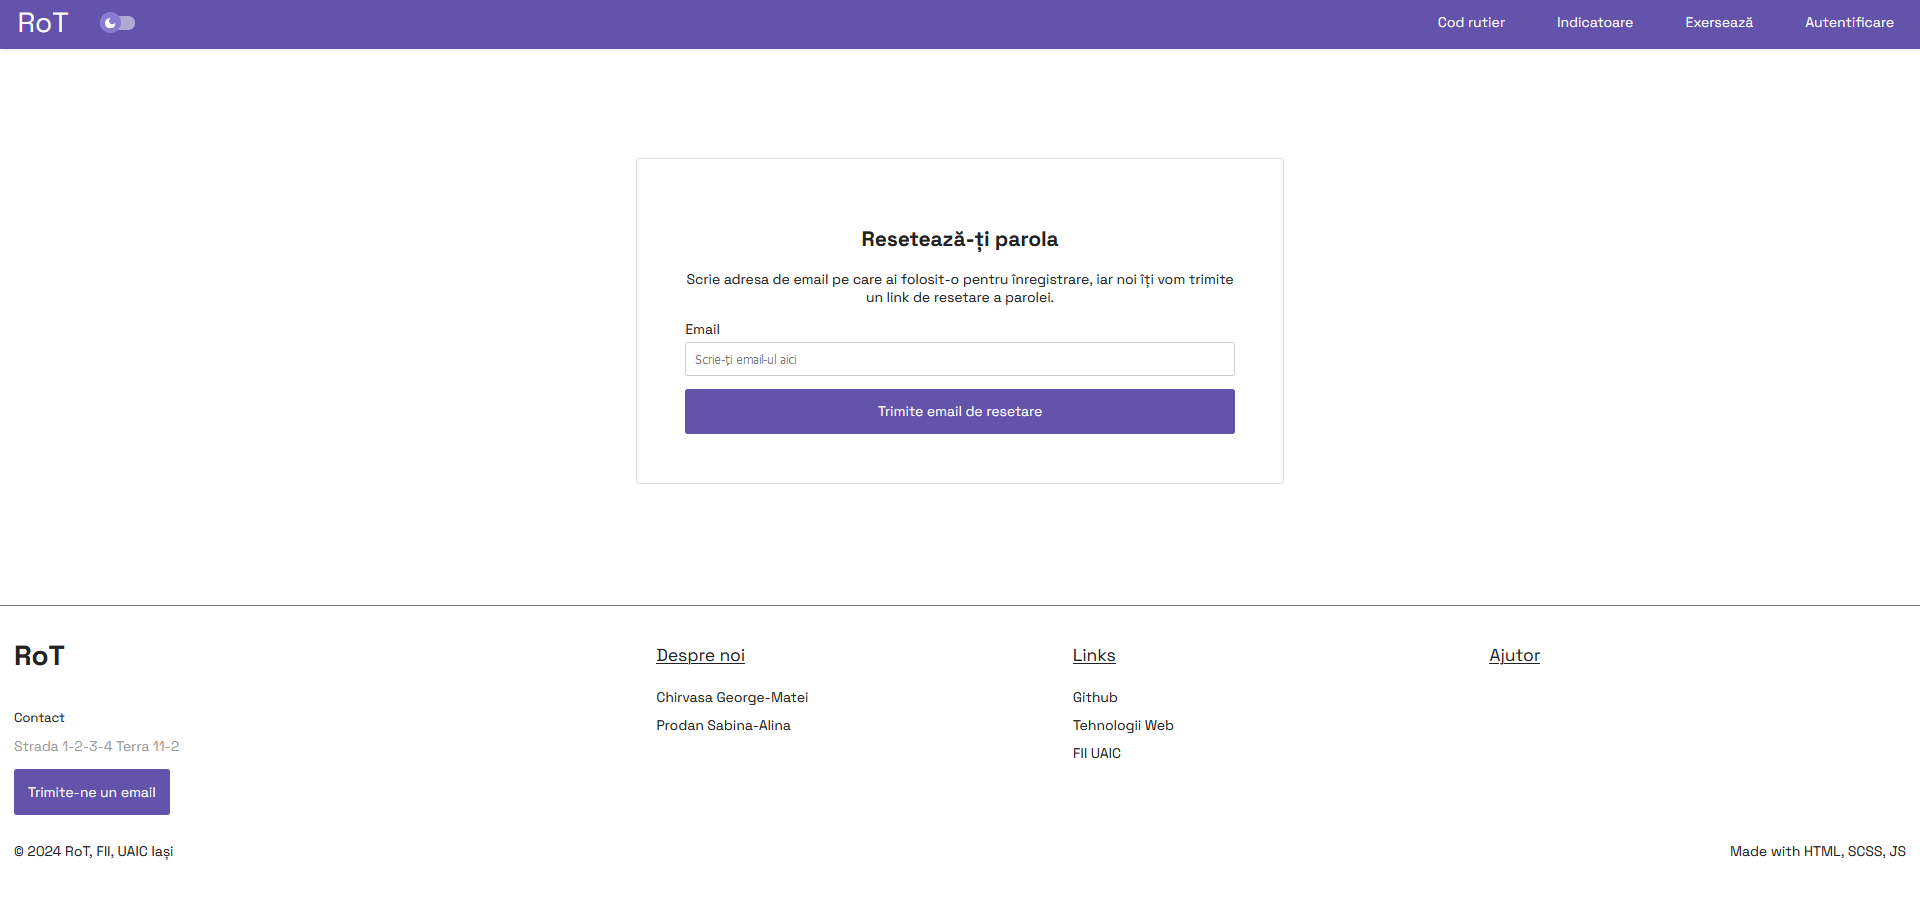 RoT
Cod rutier
Indicatoare
Exersează
Autentificare
Resetează-ți parola
Scrie adresa de email pe care ai folosit-o pentru înregistrare, iar noi îți vom trimite
un link de resetare a parolei.
Email
Scrie-ți email-ul aici
Trimite email de resetare
RoT
Contact
Strada 1-2-3-4 Terra 11-2
Trimite-ne un email
Despre noi
Chirvasa George-Matei
Prodan Sabina-Alina
Links
Github
Tehnologii Web
FII UAIC
Ajutor
© 2024 RoT, FII, UAIC Iași
Made with HTML, SCSS, JS